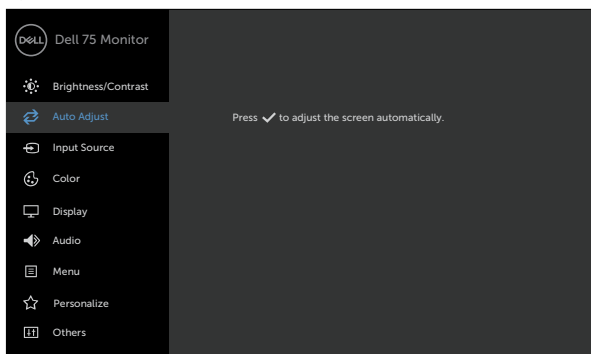 DELL Dell 75 Monitor
Brightness/Contrast
Auto Adjust
Press ✓ to adjust the screen automatically.
Input Source
Color
Display
Audio
Menu
Personalize
Others